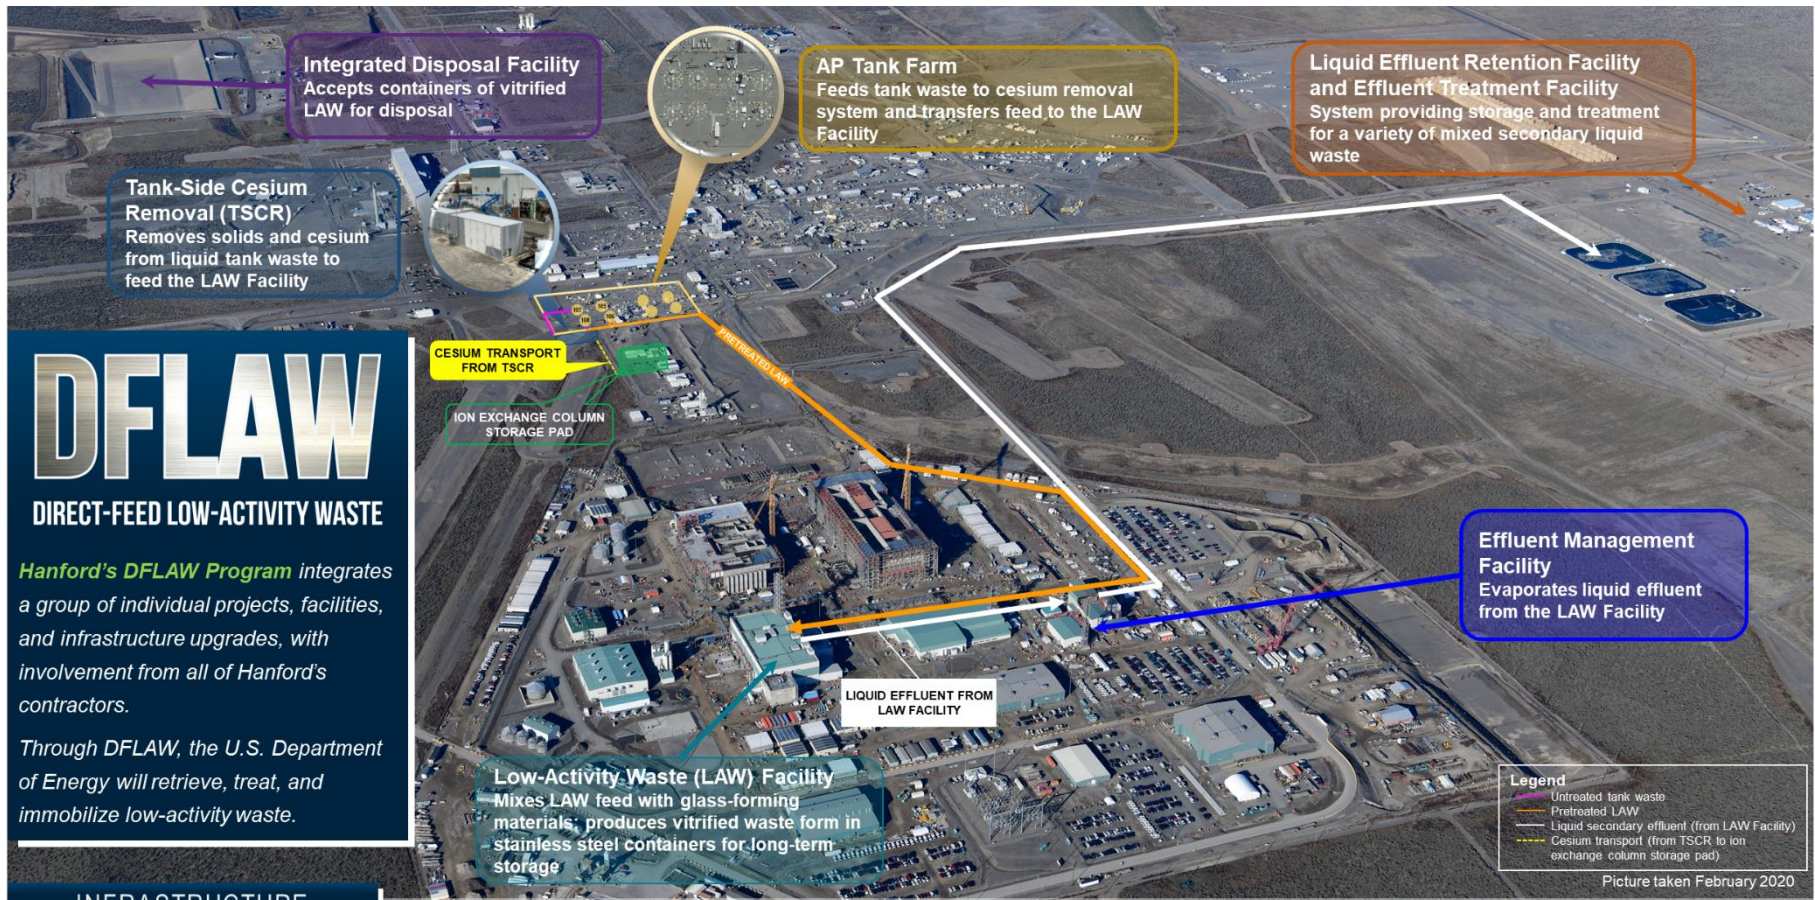 Integrated Disposal Facility
Accepts containers of vitrified
LAW for disposal
AP Tank Farm
Feeds tank waste to cesium removal
system and transfers feed to the LAW
Facility
Liquid Effluent Retention Facility
and Effluent Treatment Facility
System providing storage and treatment
for a variety of mixed secondary liquid
waste
Tank-Side Cesium
Removal (TSCR)
Removes solids and cesium
from liquid tank waste to
feed the LAW Facility
CESIUM TRANSPORT
FROM TSCR
ION EXCHANGE COLUMN
STORAGE PAD
PRETREATED LAW
DFLAW
DIRECT-FEED LOW-ACTIVITY WASTE
Hanford's DFLAW Program integrates
a group of individual projects, facilities,
and infrastructure upgrades, with
involvement from all of Hanford's
contractors.
Through DFLAW, the U.S. Department
of Energy will retrieve, treat, and
immobilize low-activity waste.
Effluent Management
Facility
Evaporates liquid effluent
from the LAW Facility
LIQUID EFFLUENT FROM
LAW FACILITY
Low-Activity Waste (LAW) Facility
Mixes LAW feed with glass-forming
materials; produces vitrified waste form in
stainless steel containers for long-term
storage
Legend
Untreated tank waste
Pretreated LAW
Liquid secondary effluent (from LAW Facility)
Cesium transport (from TSCR to ion
exchange column storage pad)
Picture taken February 2020
INFRASTRUCTURE